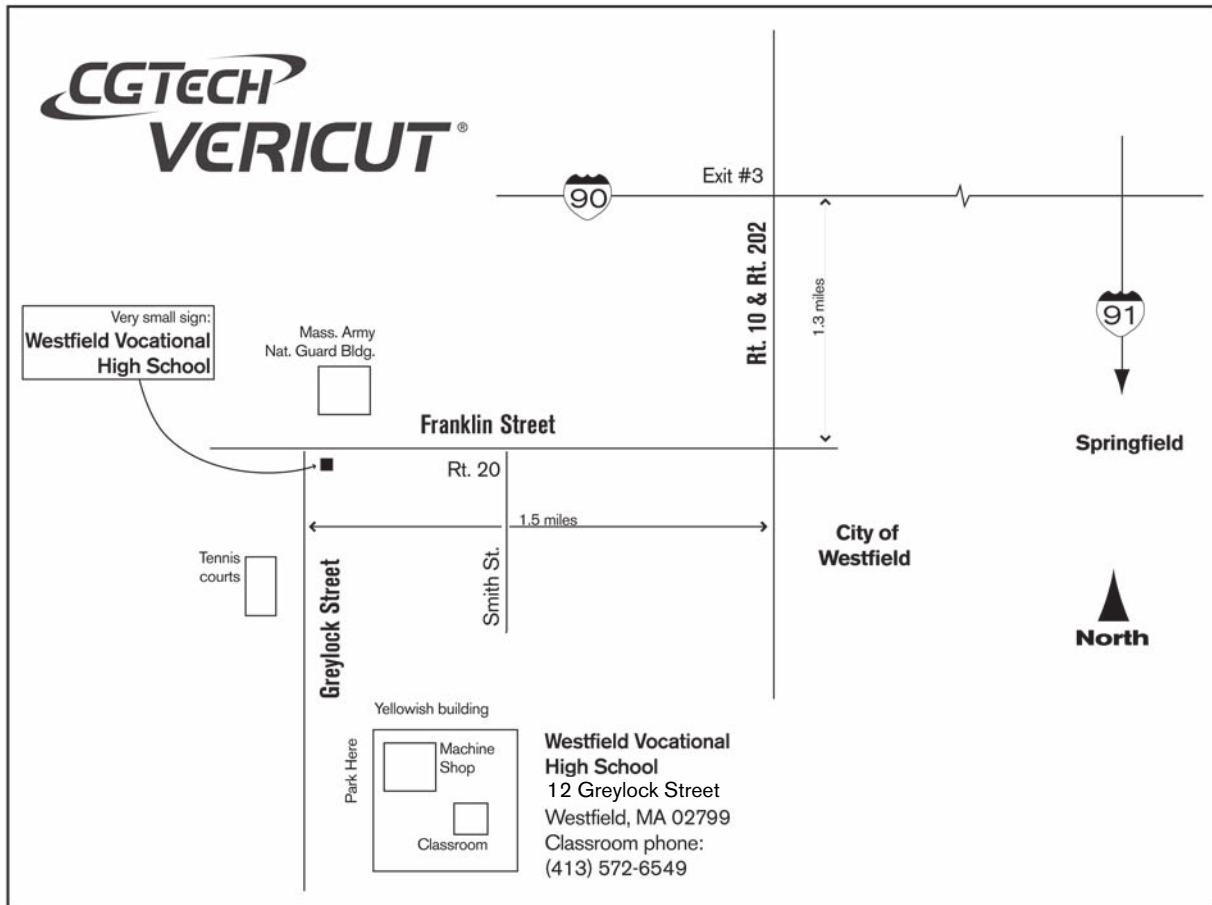 CGTECH
VERICUT®
Exit #3
90
Rt. 10 & Rt. 202
1.3 miles
91
Springfield
Very small sign:
Westfield Vocational
High School
Mass. Army
Nat. Guard Bldg.
Franklin Street
Rt. 20
1.5 miles
City of
Westfield
Tennis
courts
Greylock Street
Smith St.
North
Yellowish building
Park Here
Machine
Shop
Classroom
Westfield Vocational
High School
12 Greylock Street
Westfield, MA 02799
Classroom phone:
(413) 572-6549